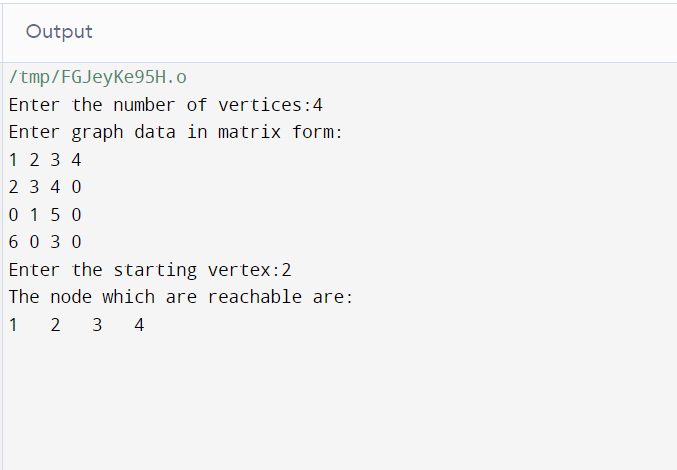 Output
/tmp/FGJeyKe95H.o
Enter the number of vertices:4
Enter graph data in matrix form:
1 2 3 4
2 3 4 0
0 1 5 0
6 0 3 0
Enter the starting vertex:2
The node which are reachable are:
1 2 3 4